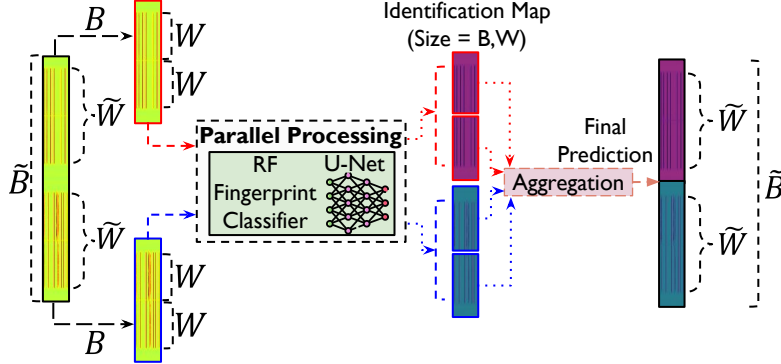 B
W
W
W̃
B̃
W̃
B
W
W
Parallel Processing
RF
Fingerprint
Classifier
U-Net
Identification Map
(Size = B,W)
Aggregation
Final
Prediction
W̃
B̃
W̃